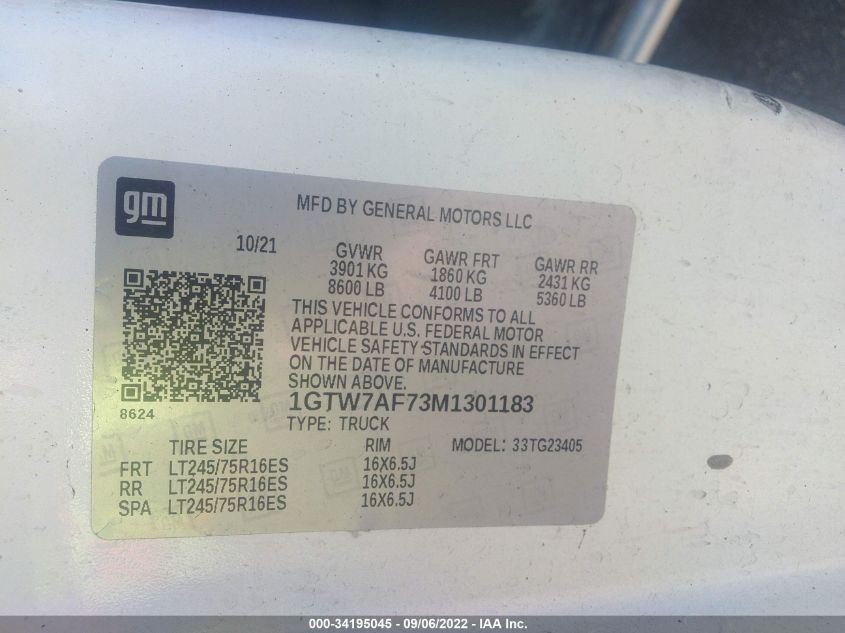 gm
MFD BY GENERAL MOTORS LLC
10/21
GVWR
3901 KG
8600 LB
GAWR FRT
1860 KG
4100 LB
GAWR RR
2431 KG
5360 LB
THIS VEHICLE CONFORMS TO ALL
APPLICABLE U.S. FEDERAL MOTOR
VEHICLE SAFETY STANDARDS IN EFFECT
ON THE DATE OF MANUFACTURE
SHOWN ABOVE.
8624
1GTW7AF73M1301183
TYPE: TRUCK
TIRE SIZE RIM MODEL: 33TG23405
FRT LT245/75R16ES 16X6.5J
RR LT245/75R16ES 16X6.5J
SPA LT245/75R16ES 16X6.5J
000-34195045 - 09/06/2022 - IAA Inc.